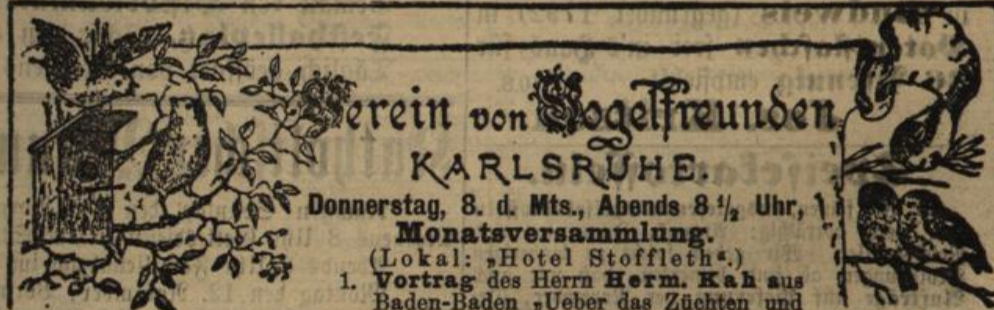 Verein von Vogelfreunden
KARLSRUHE.
Donnerstag, 8. d. Mts., Abends 8 ½ Uhr,
Monatsversammlung.
(Lokal: „Hotel Stoffleth“.)
1. Vortrag des Herrn Herm. Kah aus
Baden-Baden „Ueber das Züchten und